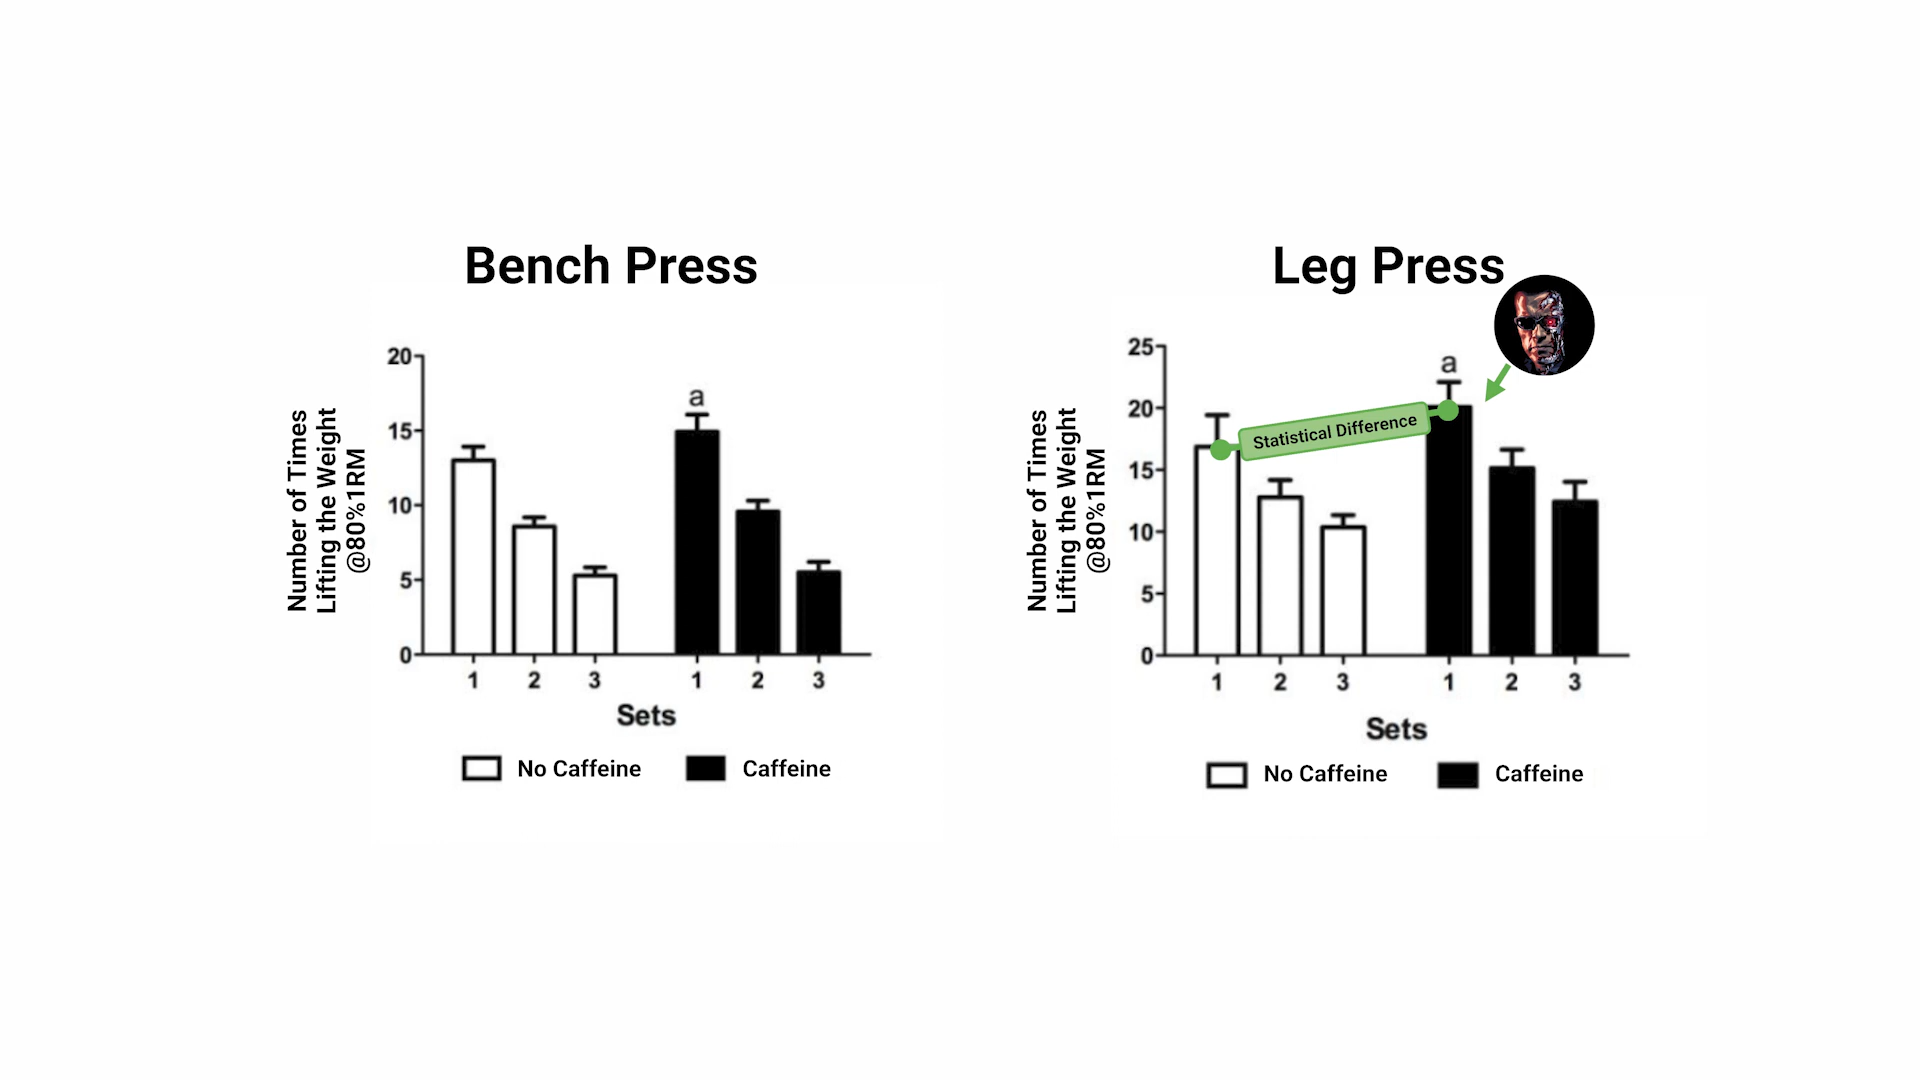 Bench Press
Number of Times
Lifting the Weight
@80%1RM
20
15
10
5
0
a
1 2 3 1 2 3
Sets
No Caffeine Caffeine
Leg Press
Number of Times
Lifting the Weight
@80%1RM
25
20
15
10
5
0
a
Statistical Difference
1 2 3 1 2 3
Sets
No Caffeine Caffeine